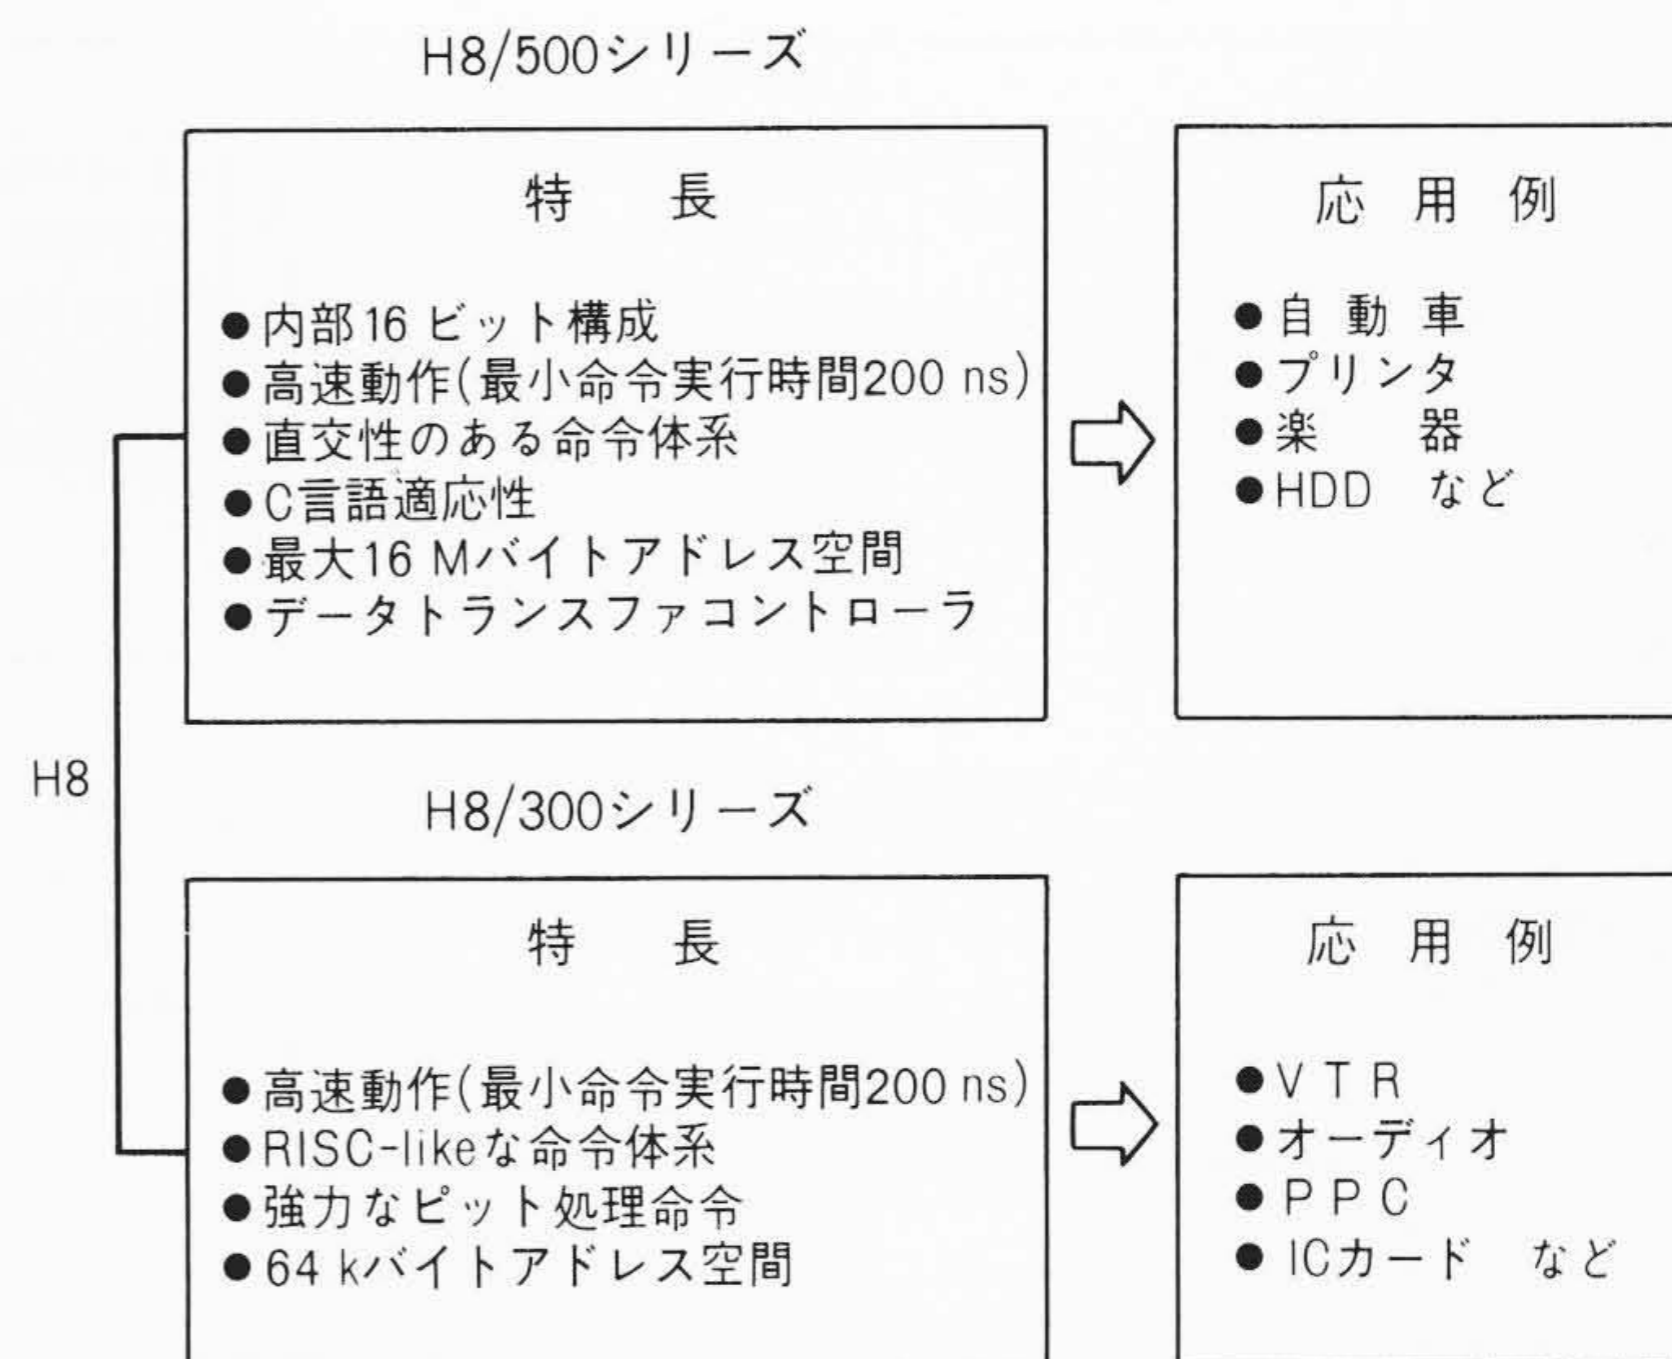 H8/500シリーズ
特 長
●内部16ビット構成
●高速動作(最小命令実行時間200 ns)
●直交性のある命令体系
●C言語適応性
●最大16 Mバイトアドレス空間
●データトランスファコントローラ
応 用 例
●自 動 車
●プリンタ
●楽 器
●HDD など
H8
H8/300シリーズ
特 長
●高速動作(最小命令実行時間200 ns)
●RISC-likeな命令体系
●強力なビット処理命令
●64 kバイトアドレス空間
応 用 例
●V T R
●オーディオ
●P P C
●ICカード など